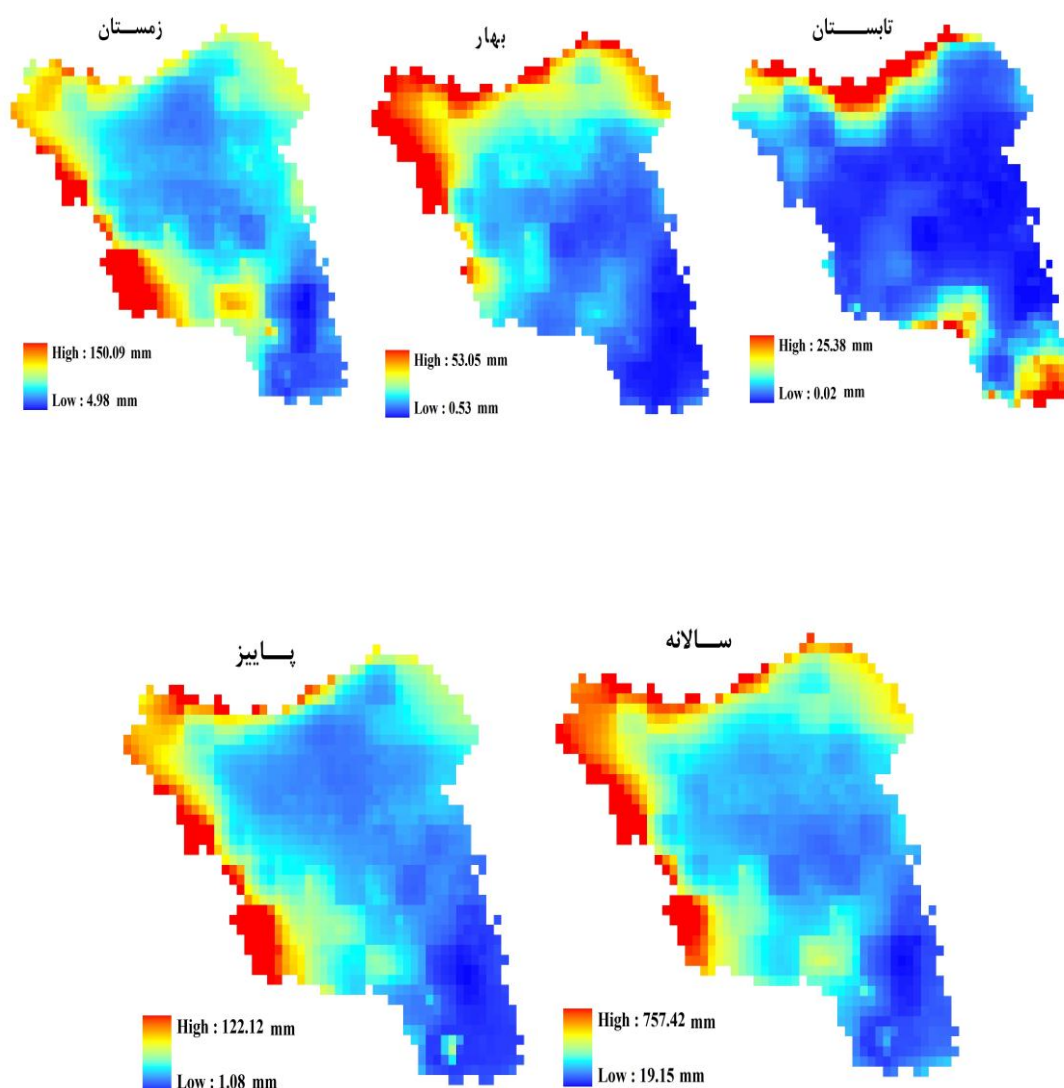 زمستان
بهار
تابستان
High : 150.09 mm
Low : 4.98 mm
High : 53.05 mm
Low : 0.53 mm
High : 25.38 mm
Low : 0.02 mm
پاییز
سالانه
High : 122.12 mm
Low : 1.08 mm
High : 757.42 mm
Low : 19.15 mm